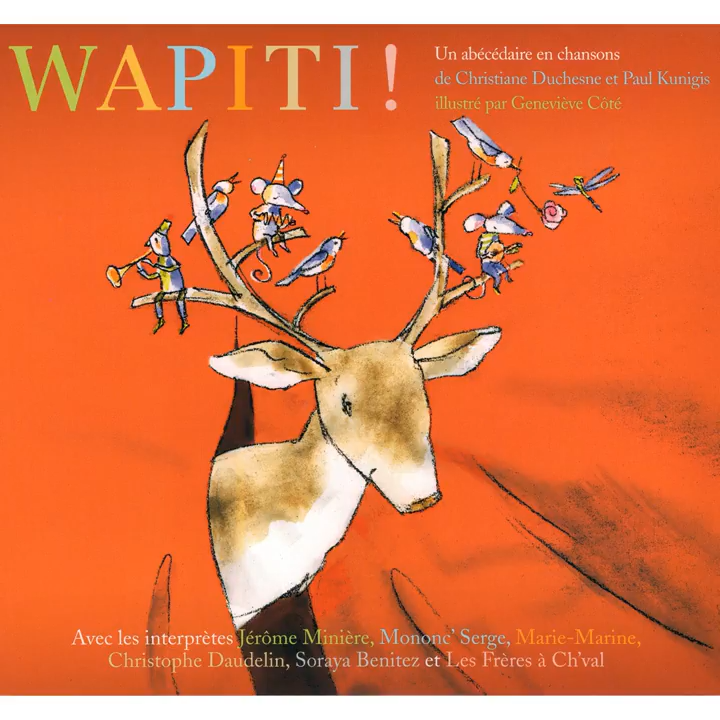 WAPITI !
Un abécédaire en chansons
de Christiane Duchesne et Paul Kunigis
illustré par Geneviève Côté
Avec les interprètes Jérôme Minière, Mononc' Serge, Marie-Marine,
Christophe Daudelin, Soraya Benitez et Les Frères à Ch'val